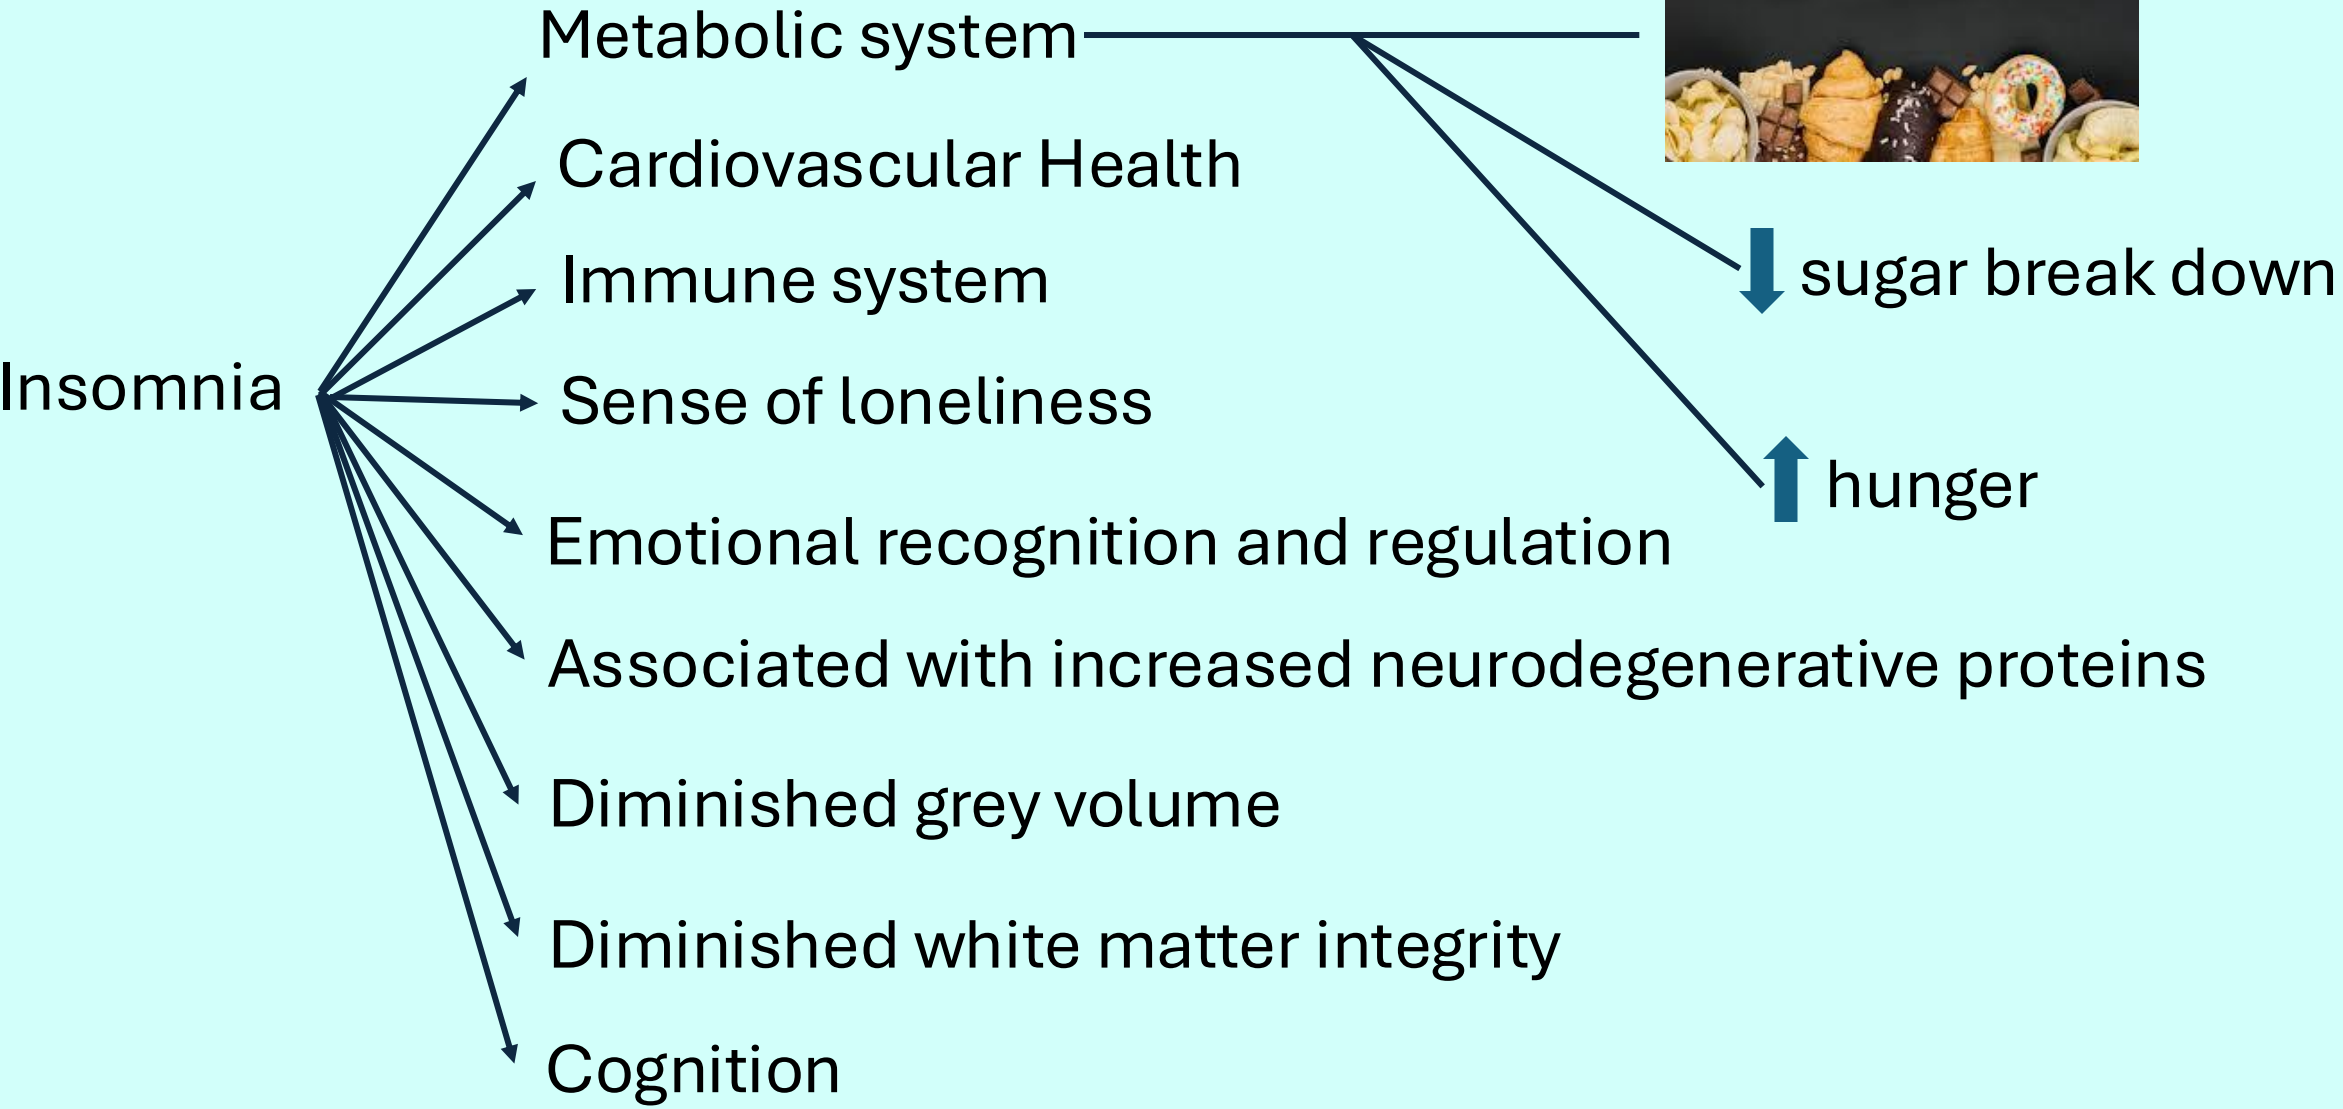 Metabolic system
Cardiovascular Health
Immune system
sugar break down
Insomnia
Sense of loneliness
hunger
Emotional recognition and regulation
Associated with increased neurodegenerative proteins
Diminished grey volume
Diminished white matter integrity
Cognition